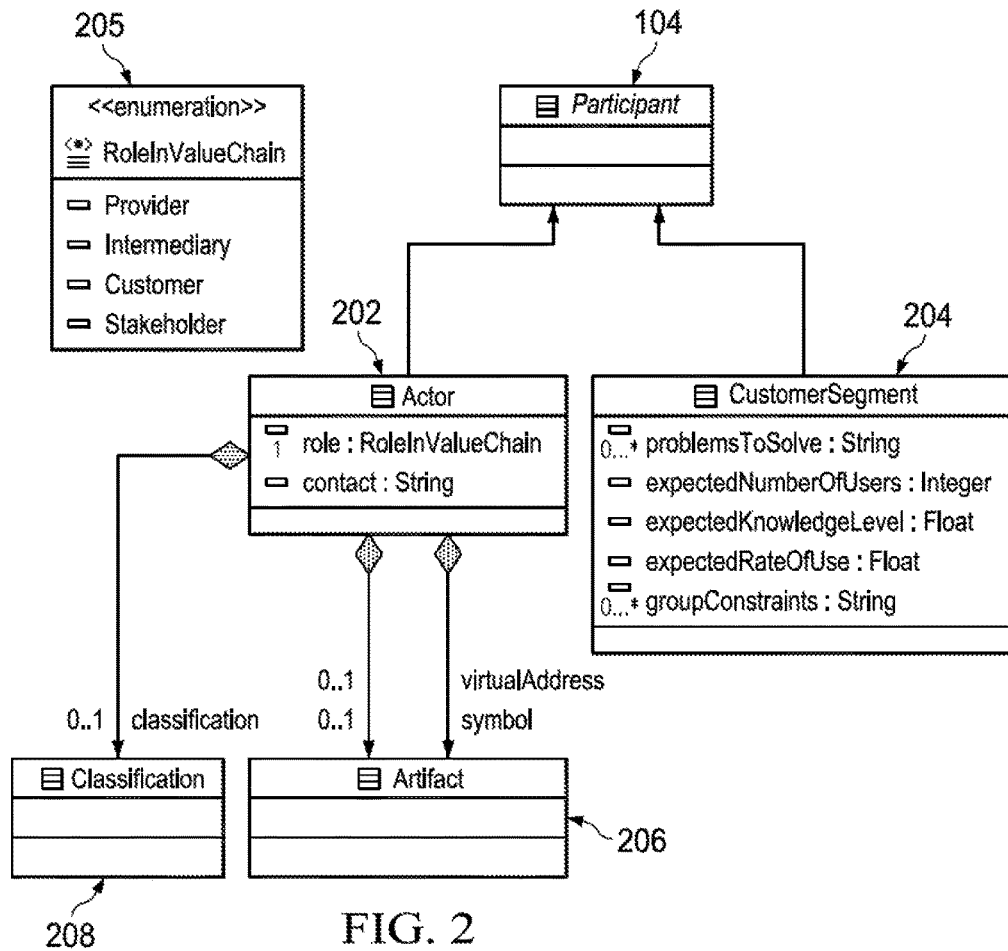 205
104
<<enumeration>>
RoleInValueChain
Provider
Intermediary
Customer
Stakeholder
Participant
202
204
Actor
1 role : RoleInValueChain
contact : String
CustomerSegment
0...* problemsToSolve : String
expectedNumberOfUsers : Integer
expectedKnowledgeLevel : Float
expectedRateOfUse : Float
0...* groupConstraints : String
0..1 virtualAddress
0..1 classification
0..1 symbol
Classification
Artifact
206
208
FIG. 2